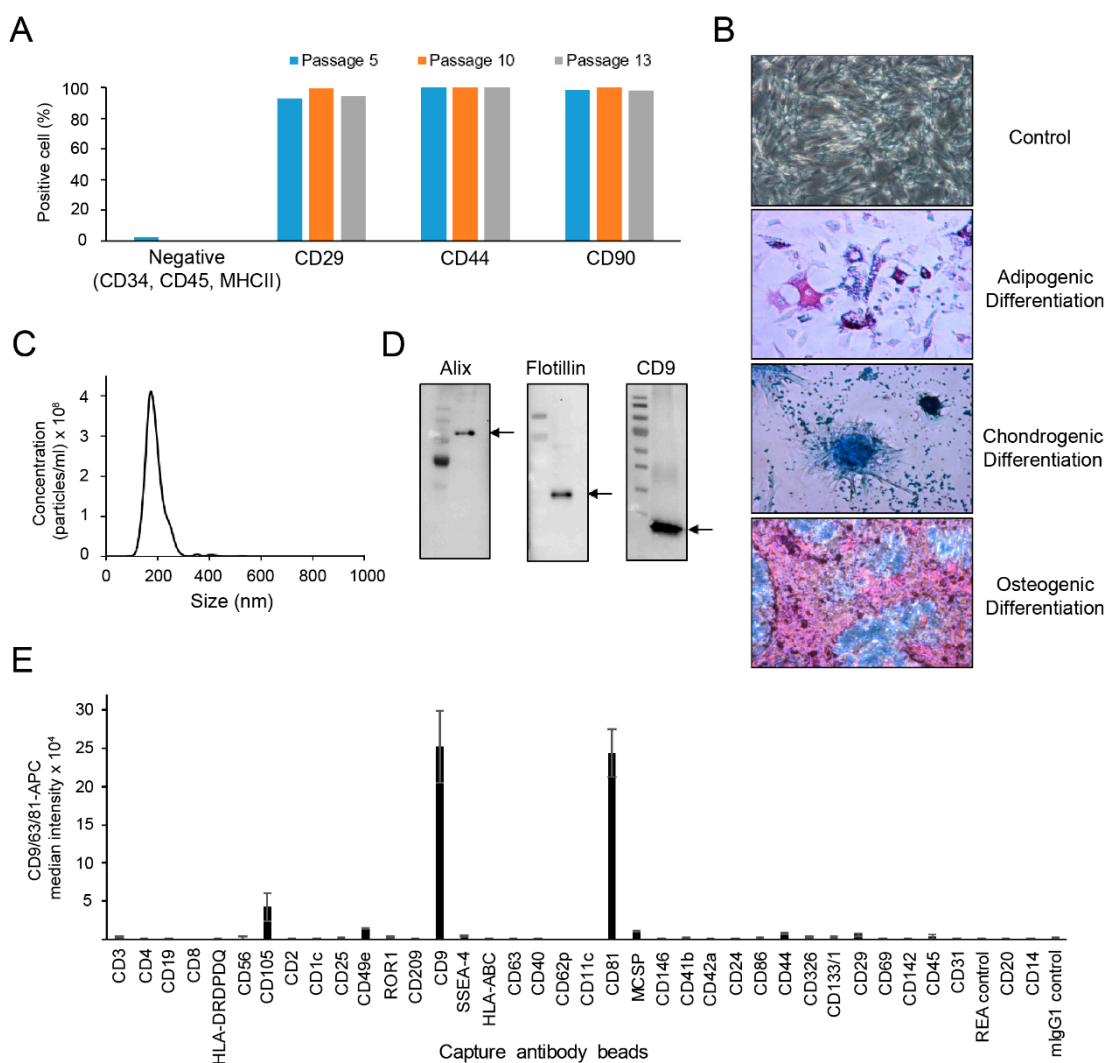 A
Passage 5
Passage 10
Passage 13
Positive cell (%)
100
80
60
40
20
0
Negative
(CD34, CD45, MHCII)
CD29
CD44
CD90
B
Control
Adipogenic
Differentiation
Chondrogenic
Differentiation
Osteogenic
Differentiation
C
Concentration
(particles/ml) x 10⁸
4
3
2
1
0
0
200
400
600
800
1000
Size (nm)
D
Alix
Flotillin
CD9
E
CD9/63/81-APC
median intensity x 10⁴
30
25
20
15
10
5
CD3
CD4
CD19
CD8
HLA-DRDPDQ
CD56
CD105
CD2
CD1c
CD25
CD49e
ROR1
CD209
CD9
SSEA-4
HLA-ABC
CD63
CD40
CD62p
CD11c
CD81
MCSP
CD146
CD41b
CD42a
CD24
CD86
CD44
CD326
CD133/1
CD29
CD69
CD142
CD45
CD31
REA control
CD20
CD14
mIgG1 control
Capture antibody beads